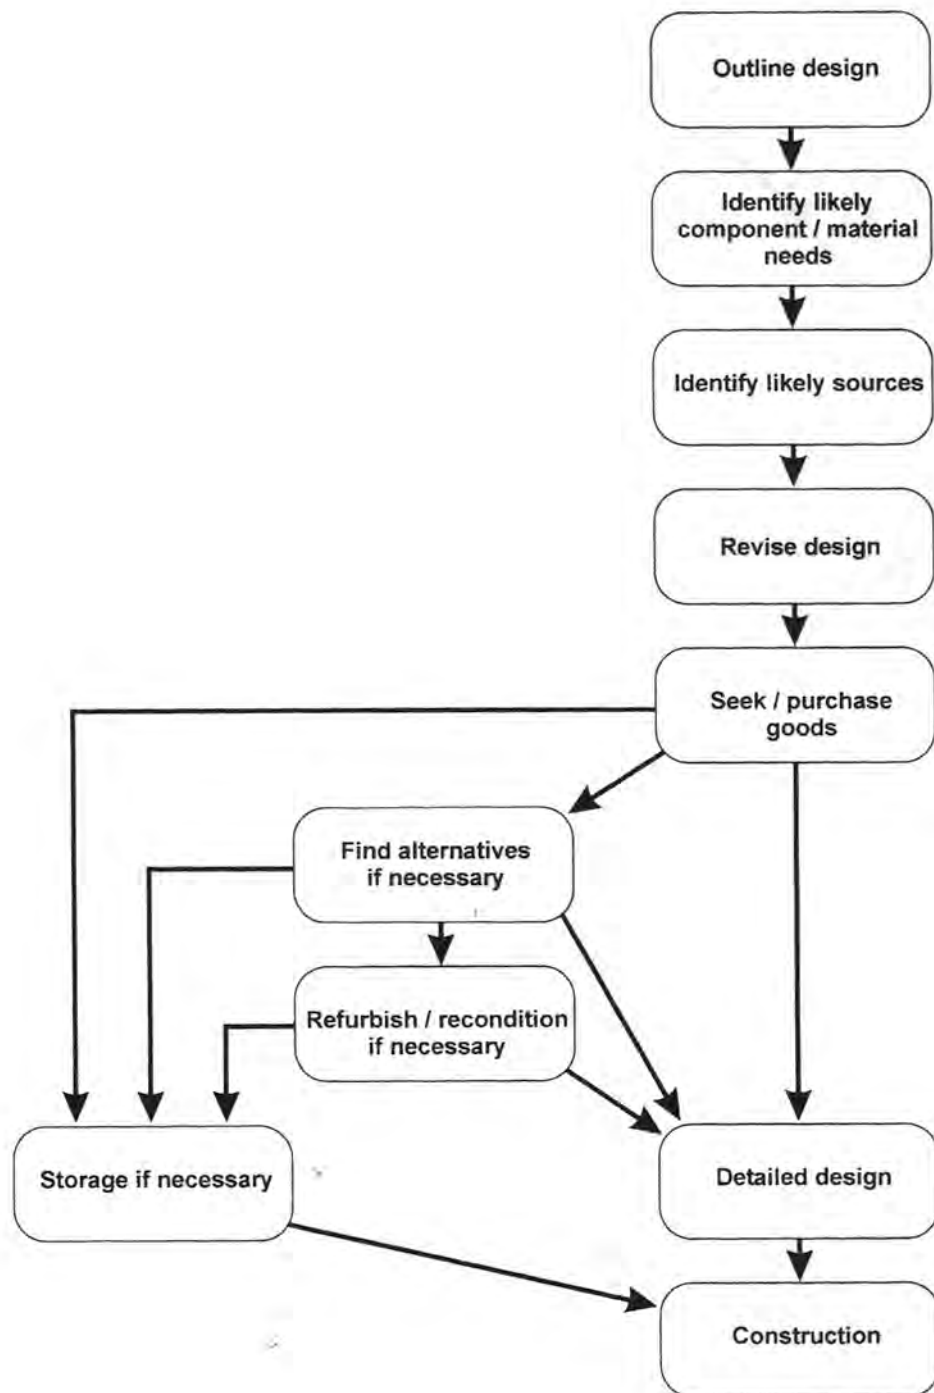 Outline design
Identify likely
component / material
needs
Identify likely sources
Revise design
Seek / purchase
goods
Find alternatives
if necessary
Refurbish / recondition
if necessary
Storage if necessary
Detailed design
Construction